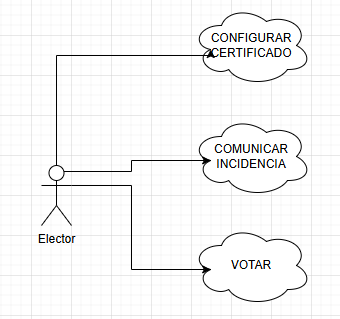 CONFIGURAR
CERTIFICADO
COMUNICAR
INCIDENCIA
Elector
VOTAR